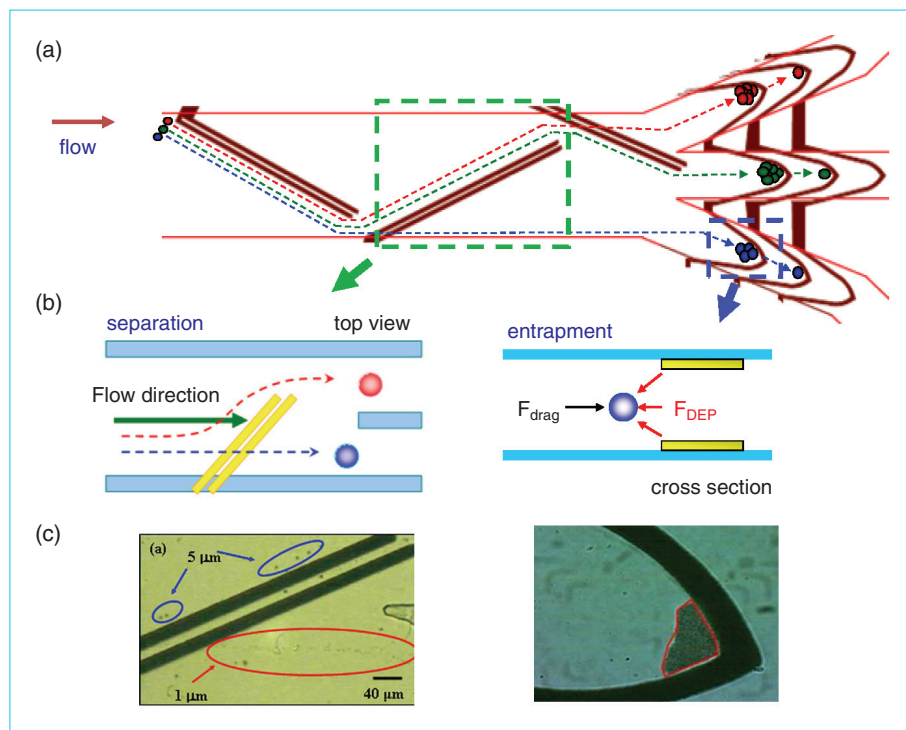 (a)
flow
(b)
separation top view
Flow direction
entrapment
F_drag F_DEP
cross section
(c)
(a)
5 μm
1 μm
40 μm